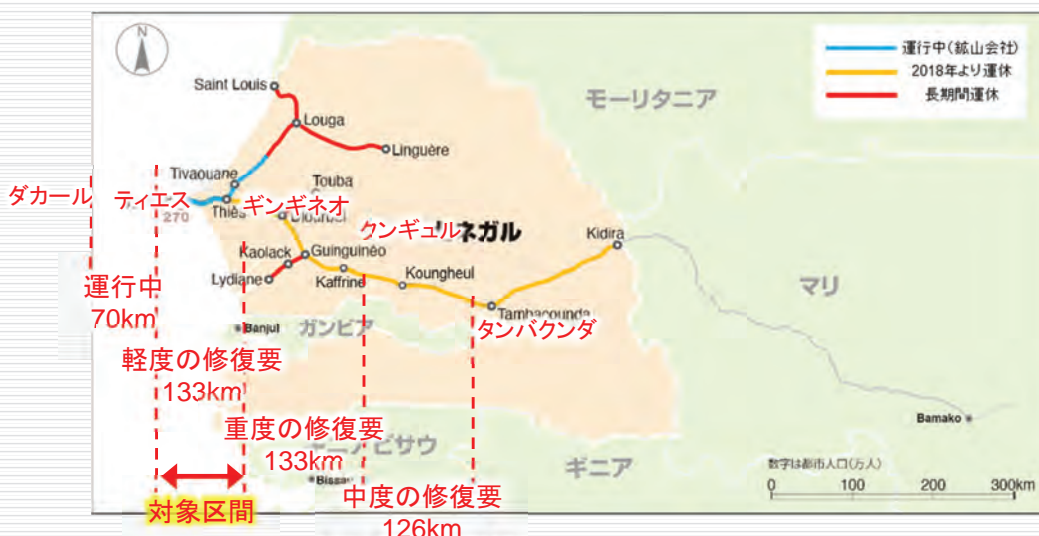 N
運行中(鉱山会社)
2018年より運休
長期間運休
Saint Louis
モーリタニア
Louga
Linguère
Tivaouane
Touba
ダカール
ティエス
ギンギネオ
270
Thiès
Diourbel
クンギュル
セネガル
Kidira
Kaolack
Guinguinéo
Lydiane
Kaffrine
Koungheul
マリ
運行中
70km
Tambacounda
Banjul
ガンビア
タンバクンダ
軽度の修復要
133km
Bamako
重度の修復要
133km
ギニア
Bissau
数字は都市人口(万人)
0 100 200 300km
対象区間
中度の修復要
126km